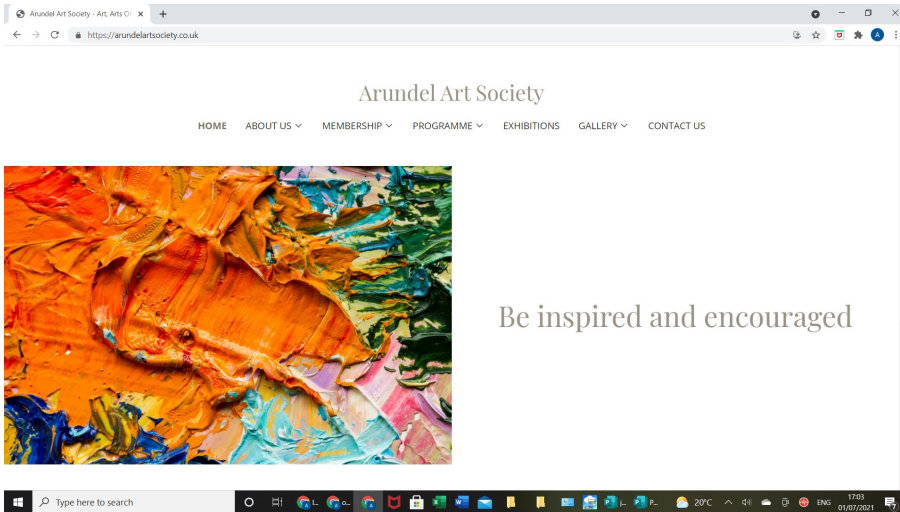 Arundel Art Society - Art, Arts O
https://arundelartsociety.co.uk
A
Arundel Art Society
HOME ABOUT US MEMBERSHIP PROGRAMME EXHIBITIONS GALLERY CONTACT US
Be inspired and encouraged
Type here to search
L
o...
j...
P...
20°C
ENG
17:03
01/07/2021